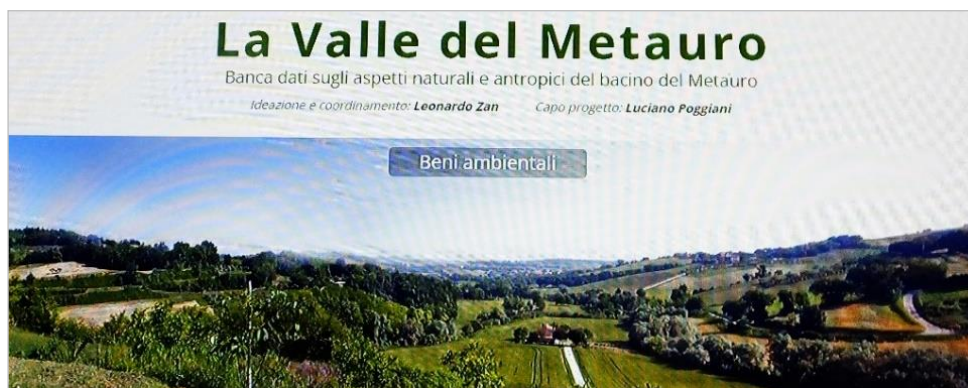 La Valle del Metauro
Banca dati sugli aspetti naturali e antropici del bacino del Metauro
Ideazione e coordinamento: Leonardo Zan Capo progetto: Luciano Poggiani
Beni ambientali